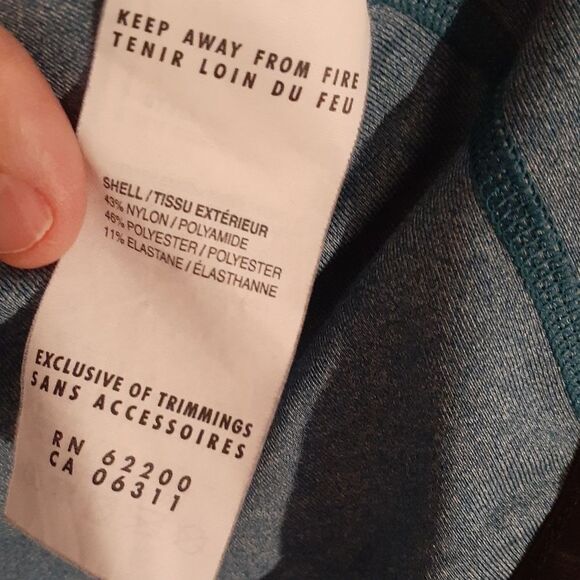 KEEP AWAY FROM FIRE
TENIR LOIN DU FEU
SHELL / TISSU EXTÉRIEUR
43% NYLON / POLYAMIDE
46% POLYESTER / POLYESTER
11% ELASTANE / ÉLASTHANNE
EXCLUSIVE OF TRIMMINGS
SANS ACCESSOIRES
RN 62200
CA 06311